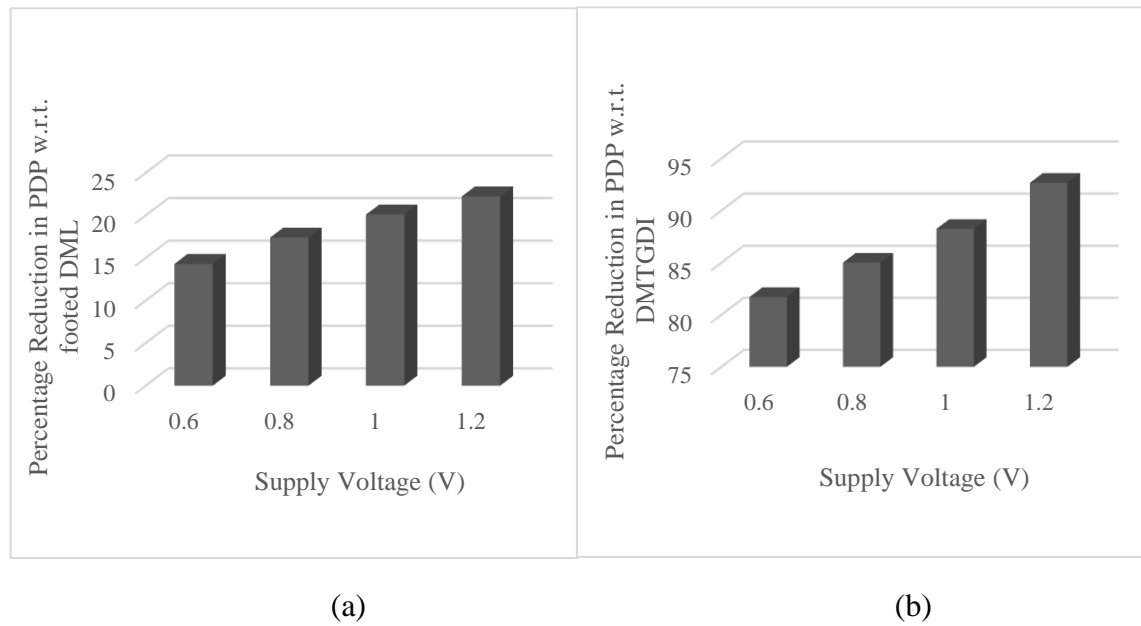 Percentage Reduction in PDP w.r.t.
footed DML
25
20
15
10
5
0
0.6 0.8 1 1.2
Supply Voltage (V)
(a)
Percentage Reduction in PDP w.r.t.
DMTGDI
95
90
85
80
75
0.6 0.8 1 1.2
Supply Voltage (V)
(b)